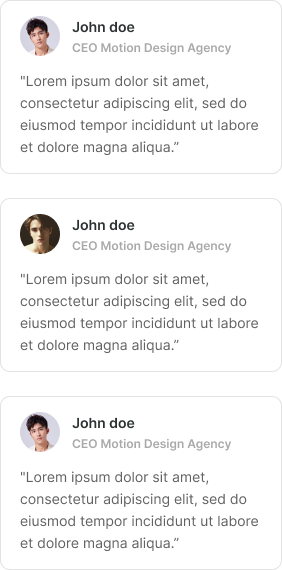 John doe
CEO Motion Design Agency
"Lorem ipsum dolor sit amet,
consectetur adipiscing elit, sed do
eiusmod tempor incididunt ut labore
et dolore magna aliqua.”
John doe
CEO Motion Design Agency
"Lorem ipsum dolor sit amet,
consectetur adipiscing elit, sed do
eiusmod tempor incididunt ut labore
et dolore magna aliqua.”
John doe
CEO Motion Design Agency
"Lorem ipsum dolor sit amet,
consectetur adipiscing elit, sed do
eiusmod tempor incididunt ut labore
et dolore magna aliqua.”